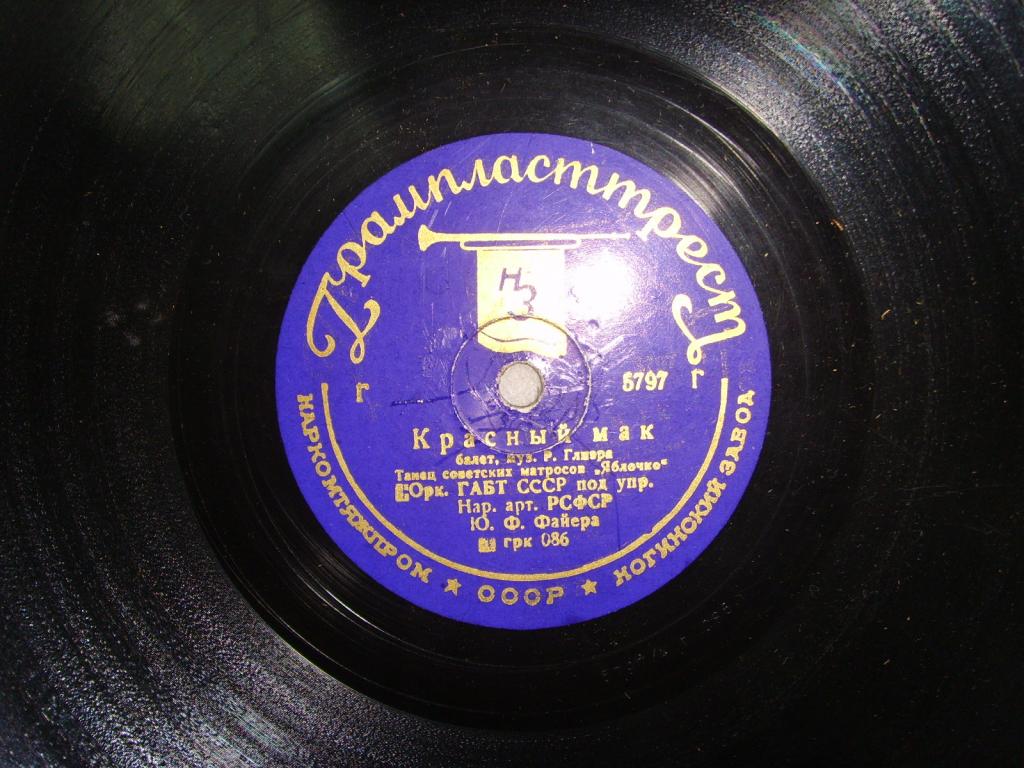 Грампласттрест
НЗ
г 5797 г
Красный мак
балет, муз. Р. Глиэра
Танец советских матросов „Яблочко“
Орк. ГАБТ СССР под упр.
Нар. арт. РСФСР
Ю. Ф. Файера
грк 086
НАРКОМТЯЖПРОМ ★ СССР ★ НОГИНСКИЙ ЗАВОД